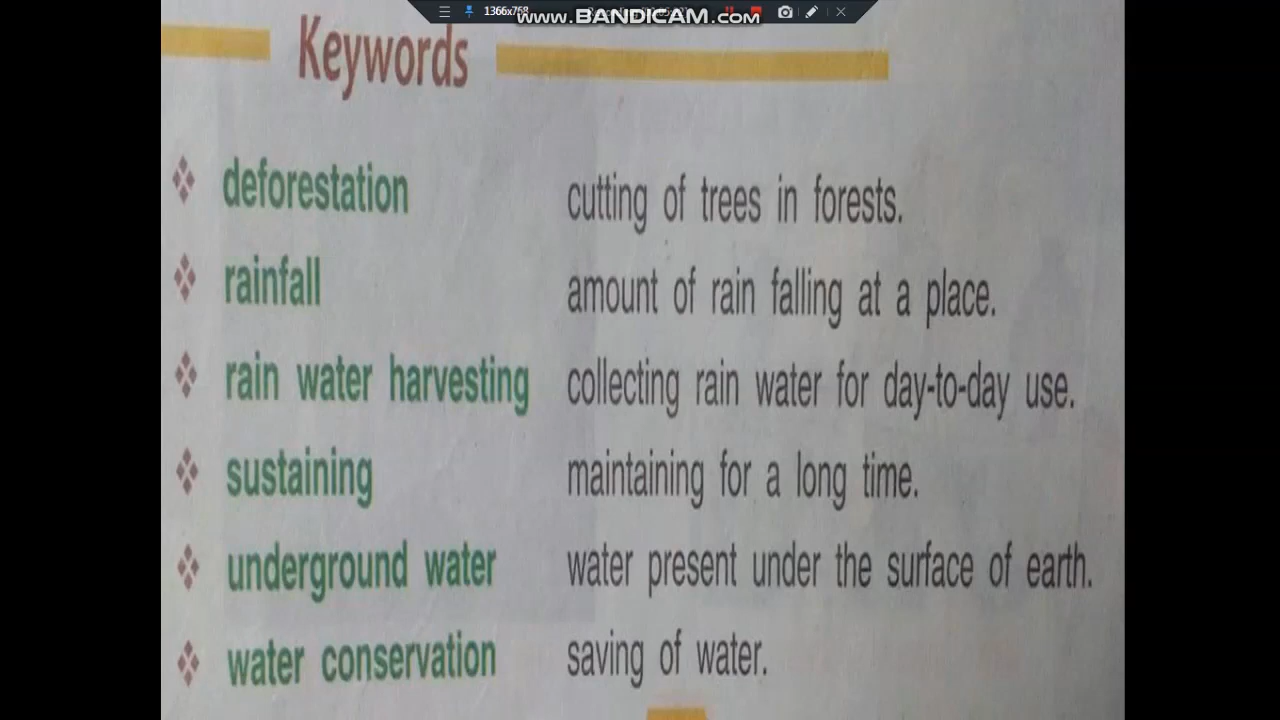 1366x768
www.BANDICAM.com
Keywords
deforestation cutting of trees in forests.
rainfall amount of rain falling at a place.
rain water harvesting collecting rain water for day-to-day use.
sustaining maintaining for a long time.
underground water water present under the surface of earth.
water conservation saving of water.